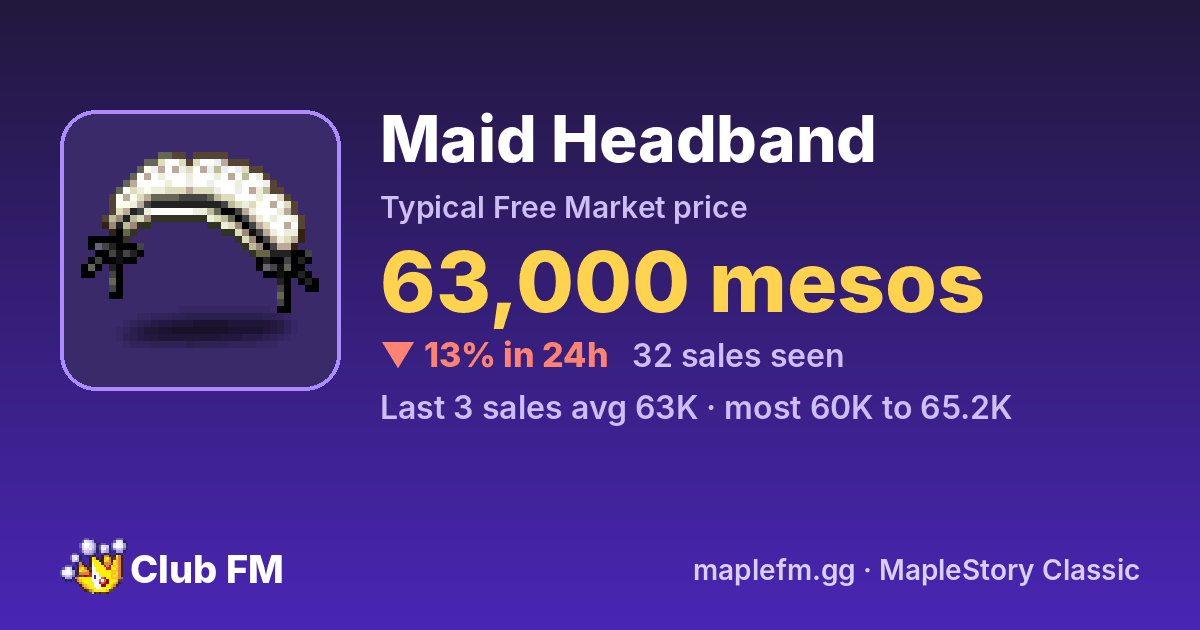 Maid Headband
Typical Free Market price
63,000 mesos
▼ 13% in 24h 32 sales seen
Last 3 sales avg 63K · most 60K to 65.2K
Club FM
maplefm.gg · MapleStory Classic